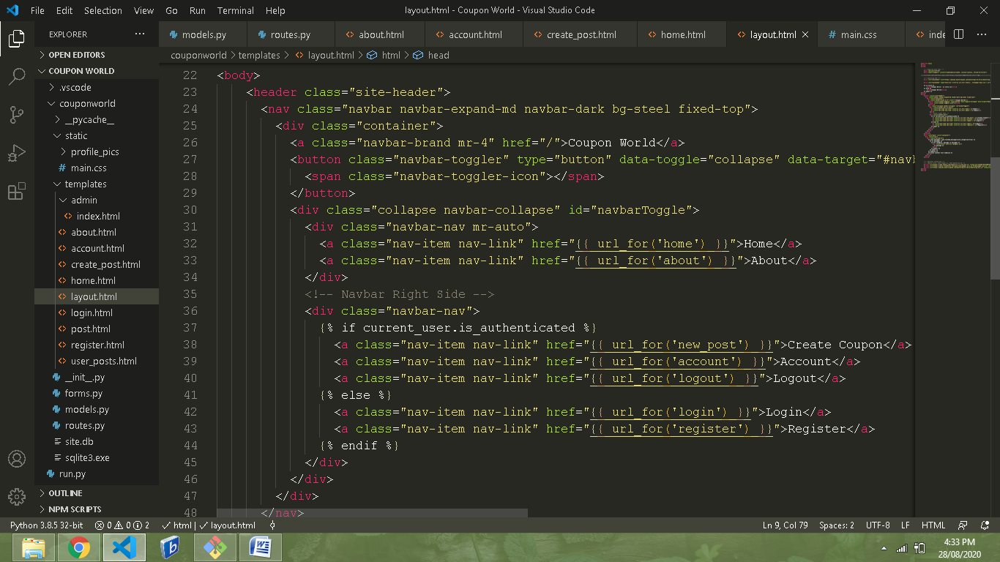 File Edit Selection View Go Run Terminal Help layout.html - Coupon World - Visual Studio Code
EXPLORER
models.py routes.py about.html account.html create_post.html home.html layout.html main.css inde
couponworld > templates > layout.html > html > head
OPEN EDITORS
COUPON WORLD
.vscode
couponworld
__pycache__
static
profile_pics
main.css
templates
admin
index.html
about.html
account.html
create_post.html
home.html
layout.html
login.html
post.html
register.html
user_posts.html
__init__.py
forms.py
models.py
routes.py
site.db
sqlite3.exe
run.py
OUTLINE
NPM SCRIPTS
22 <body>
23 <header class="site-header">
24 <nav class="navbar navbar-expand-md navbar-dark bg-steel fixed-top">
25 <div class="container">
26 <a class="navbar-brand mr-4" href="/">Coupon World</a>
27 <button class="navbar-toggler" type="button" data-toggle="collapse" data-target="#navb
28 <span class="navbar-toggler-icon"></span>
29 </button>
30 <div class="collapse navbar-collapse" id="navbarToggle">
31 <div class="navbar-nav mr-auto">
32 <a class="nav-item nav-link" href="{{ url_for('home') }}">Home</a>
33 <a class="nav-item nav-link" href="{{ url_for('about') }}">About</a>
34 </div>
35 <!-- Navbar Right Side -->
36 <div class="navbar-nav">
37 {% if current_user.is_authenticated %}
38 <a class="nav-item nav-link" href="{{ url_for('new_post') }}">Create Coupon</a>
39 <a class="nav-item nav-link" href="{{ url_for('account') }}">Account</a>
40 <a class="nav-item nav-link" href="{{ url_for('logout') }}">Logout</a>
41 {% else %}
42 <a class="nav-item nav-link" href="{{ url_for('login') }}">Login</a>
43 <a class="nav-item nav-link" href="{{ url_for('register') }}">Register</a>
44 {% endif %}
45 </div>
46 </div>
47 </div>
48 </nav>
Python 3.8.5 32-bit 0 0 2 html layout.html Ln 9, Col 79 Spaces: 2 UTF-8 LF HTML
4:33 PM
28/08/2020